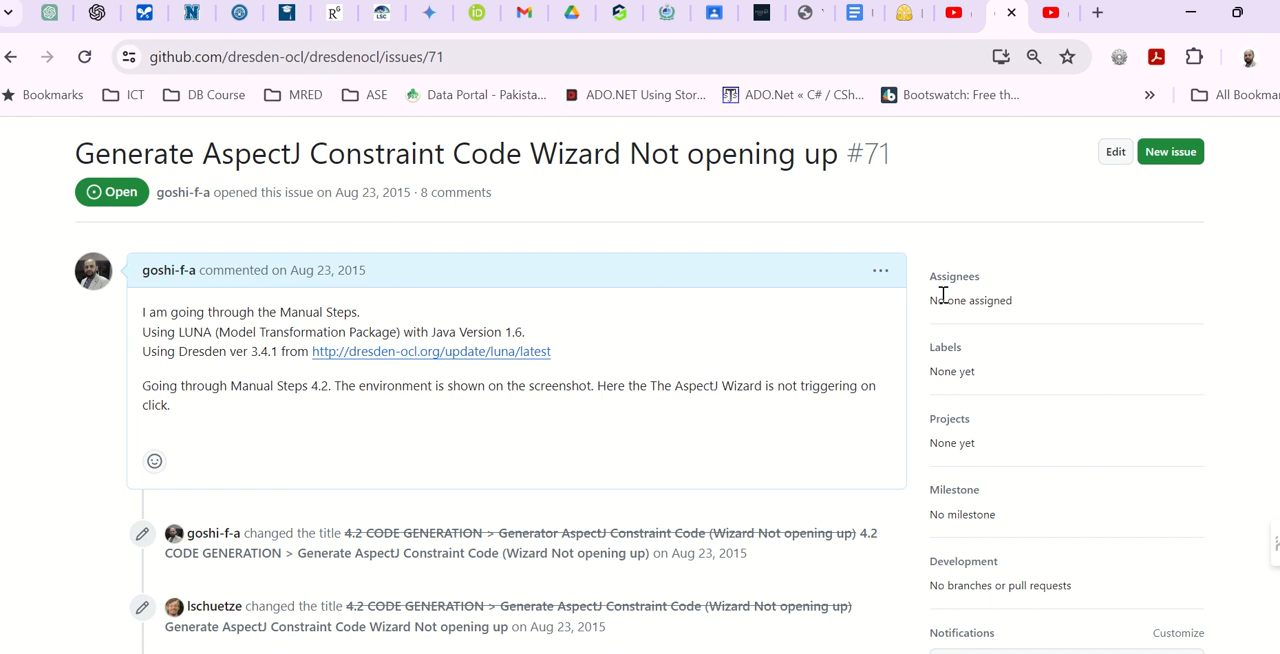 github.com/dresden-ocl/dresdenocl/issues/71
Bookmarks ICT DB Course MRED ASE Data Portal - Pakista... ADO.NET Using Stor... ADO.Net « C# / CSh... Bootswatch: Free th... » All Bookma
Generate AspectJ Constraint Code Wizard Not opening up #71
Edit New issue
Open goshi-f-a opened this issue on Aug 23, 2015 · 8 comments
goshi-f-a commented on Aug 23, 2015
I am going through the Manual Steps.
Using LUNA (Model Transformation Package) with Java Version 1.6.
Using Dresden ver 3.4.1 from http://dresden-ocl.org/update/luna/latest
Going through Manual Steps 4.2. The environment is shown on the screenshot. Here the The AspectJ Wizard is not triggering on
click.
goshi-f-a changed the title 4.2 CODE GENERATION > Generator AspectJ Constraint Code (Wizard Not opening up) 4.2
CODE GENERATION > Generate AspectJ Constraint Code (Wizard Not opening up) on Aug 23, 2015
lschuetze changed the title 4.2 CODE GENERATION > Generate AspectJ Constraint Code (Wizard Not opening up)
Generate AspectJ Constraint Code Wizard Not opening up on Aug 23, 2015
Assignees
No one assigned
Labels
None yet
Projects
None yet
Milestone
No milestone
Development
No branches or pull requests
Notifications Customize